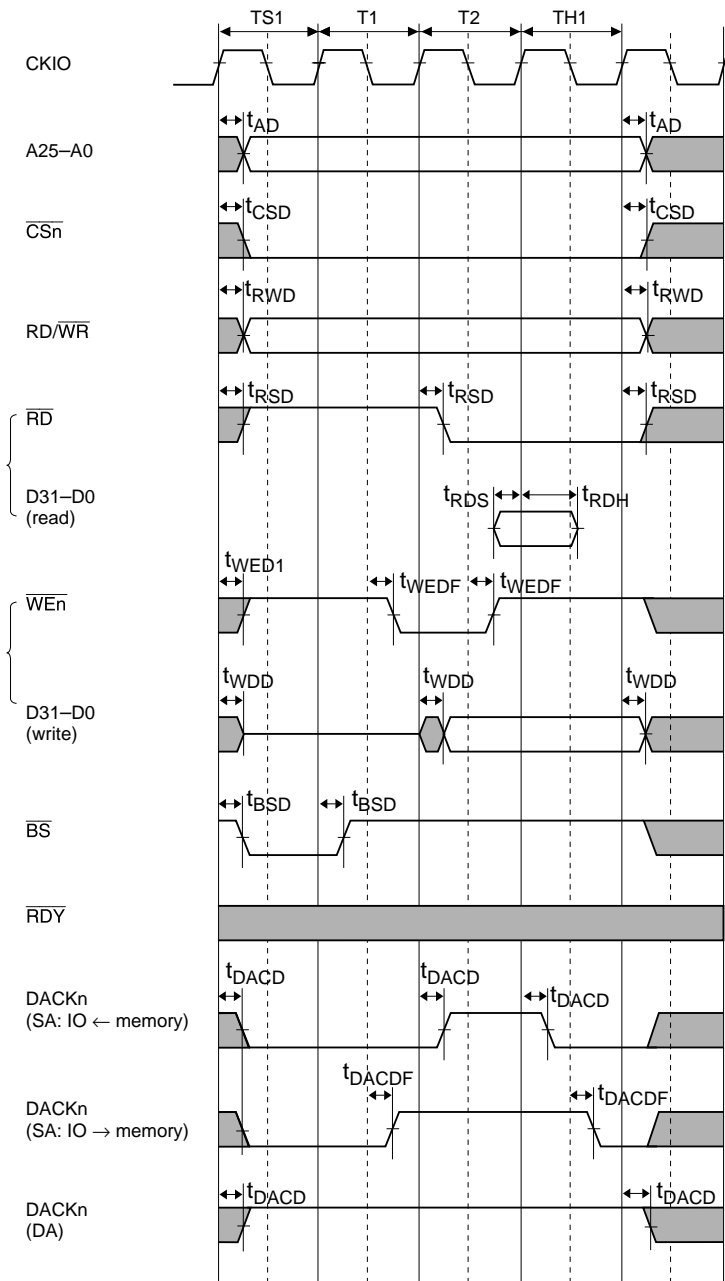 TS1 T1 T2 TH1
CKIO
tAD tAD
A25–A0
tCSD tCSD
CSn
tRWD tRWD
RD/WR
tRSD tRSD tRSD
RD
D31–D0
(read)
tRDS tRDH
tWED1 tWEDF tWEDF
WEn
tWDD tWDD tWDD
D31–D0
(write)
tBSD tBSD
BS
RDY
tDACD tDACD tDACD
DACKn
(SA: IO ← memory)
tDACDF tDACDF
DACKn
(SA: IO → memory)
tDACD tDACD
DACKn
(DA)